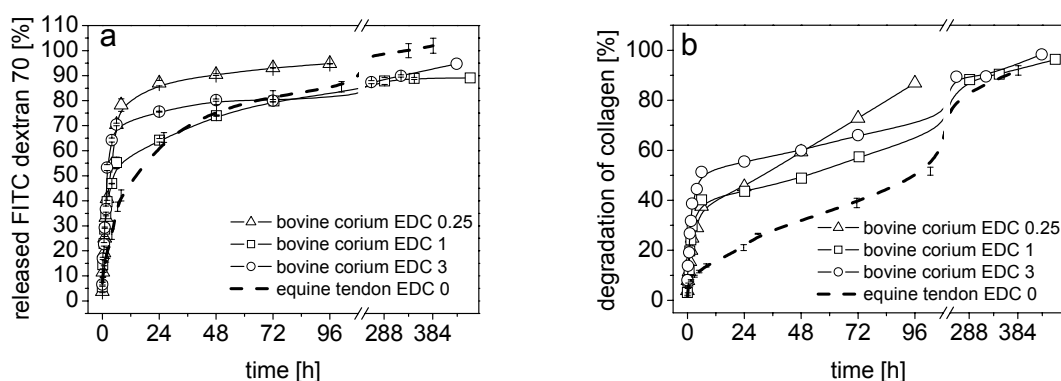 a
released FITC dextran 70 [%]
110
100
90
80
70
60
50
40
30
20
10
0
bovine corium EDC 0.25
bovine corium EDC 1
bovine corium EDC 3
equine tendon EDC 0
0 24 48 72 96 288 384
time [h]
b
degradation of collagen [%]
100
80
60
40
20
0
bovine corium EDC 0.25
bovine corium EDC 1
bovine corium EDC 3
equine tendon EDC 0
0 24 48 72 96 288 384
time [h]